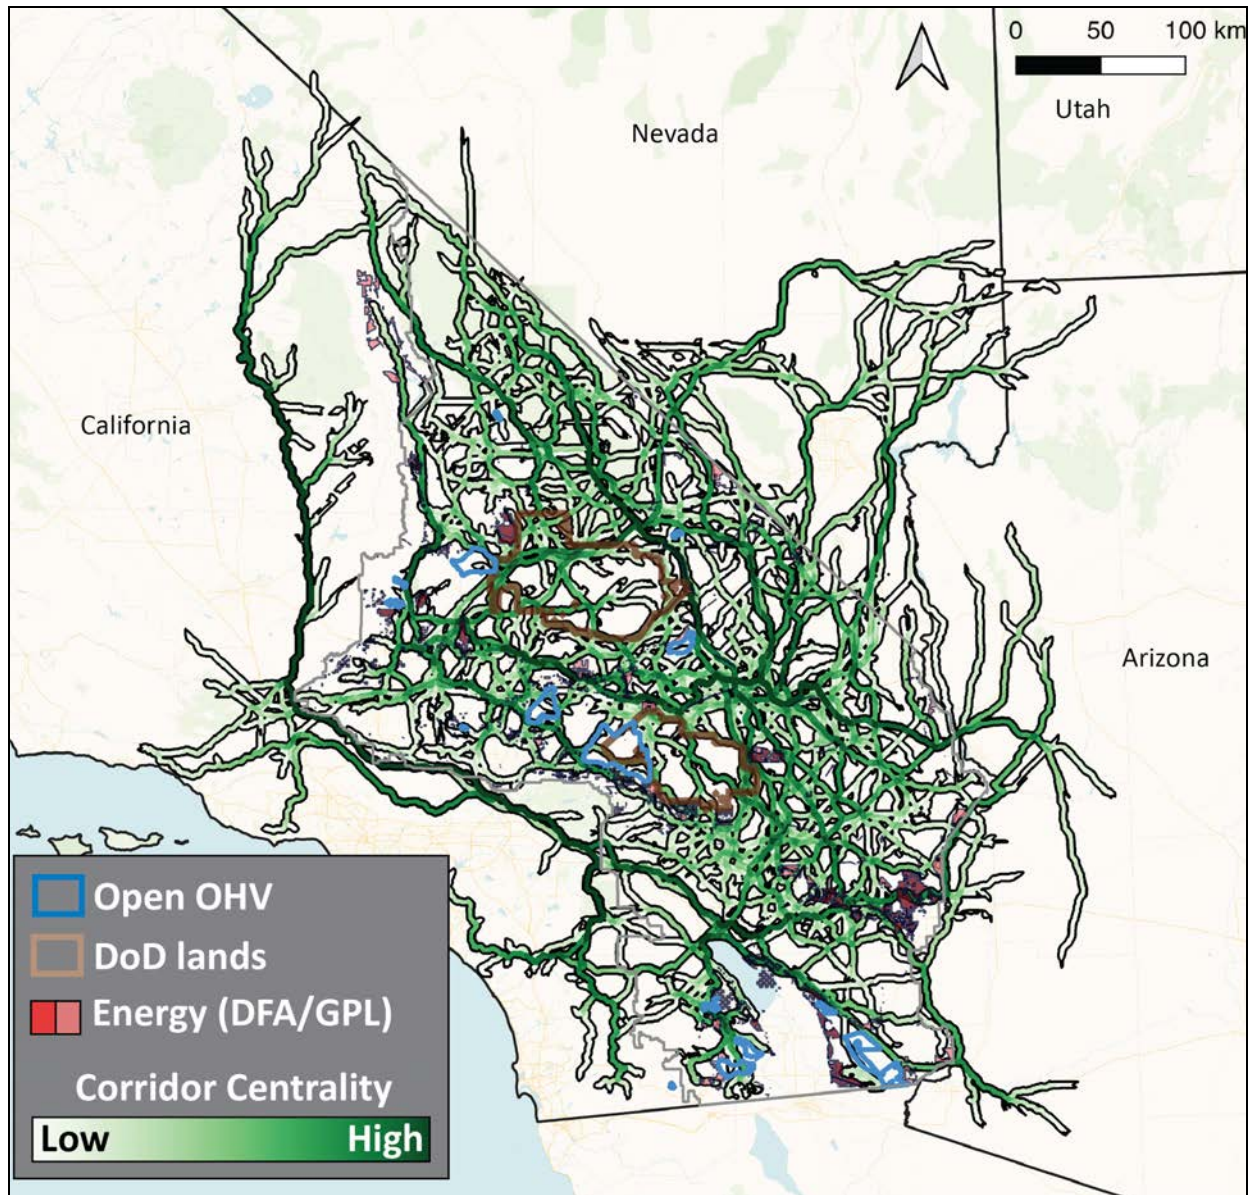 0 50 100 km
Utah
Nevada
California
Arizona
Open OHV
DoD lands
Energy (DFA/GPL)
Corridor Centrality
Low High